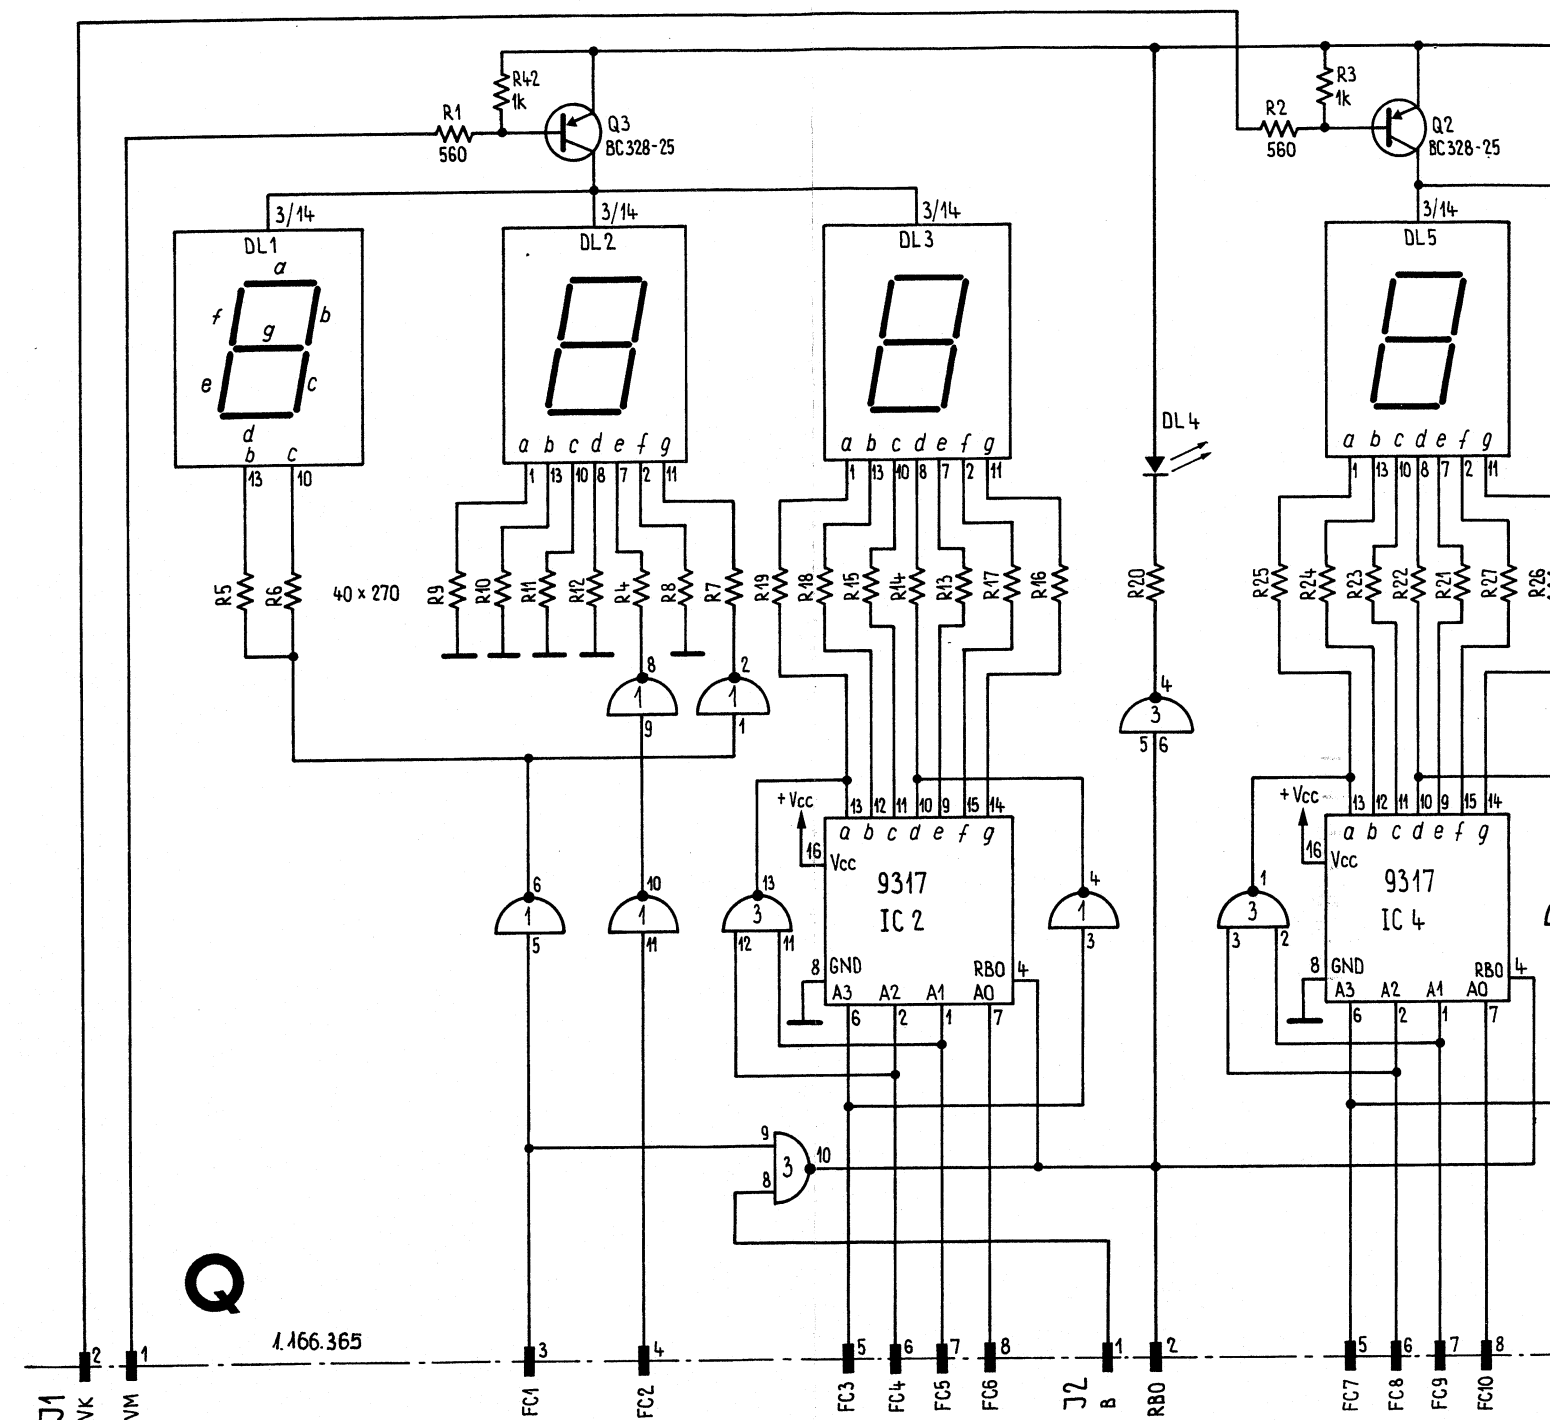 R42
1k
R1
560
Q3
BC328-25
R3
1k
R2
560
Q2
BC328-25
3/14
3/14
3/14
3/14
DL1
DL2
DL3
DL5
a
f
b
g
e
c
d
b c
13 10
a b c d e f g
1 13 10 8 7 2 11
a b c d e f g
1 13 10 8 7 2 11
DL4
a b c d e f g
1 13 10 8 7 2 11
R5
R6
40 x 270
R9
R10
R11
R12
R4
R8
R7
R19
R18
R15
R14
R13
R17
R16
R20
R25
R24
R23
R22
R21
R27
R26
8
1
9
2
1
1
4
3
5 6
+Vcc
13 12 11 10 9 15 14
a b c d e f g
16
Vcc
9317
IC 2
8
GND
RBO
4
A3 A2 A1 A0
6 2 1 7
+Vcc
13 12 11 10 9 15 14
a b c d e f g
16
Vcc
9317
IC 4
8
GND
RBO
4
A3 A2 A1 A0
6 2 1 7
6
1
5
10
1
11
13
3
12 11
4
1
3
1
3
3 2
9
8
3
10
Q
1.166.365
2
1
3
4
5
6
7
8
1
2
5
6
7
8
J1
VK
VM
FC1
FC2
FC3
FC4
FC5
FC6
J2
B
RBO
FC7
FC8
FC9
FC10